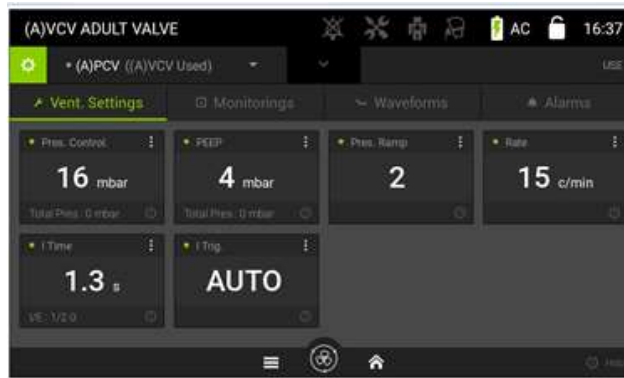 (A)VCV ADULT VALVE AC 16:37
(A)PCV ((A)VCV Used) USE
Vent. Settings Monitorings Waveforms Alarms
Pres. Control PEEP Pres. Ramp Rate
16 mbar 4 mbar 2 15 c/min
Total Pres.: 0 mbar Total Pres.: 0 mbar
I Time I Trig.
1.3 s AUTO
I/E: 1/2.0